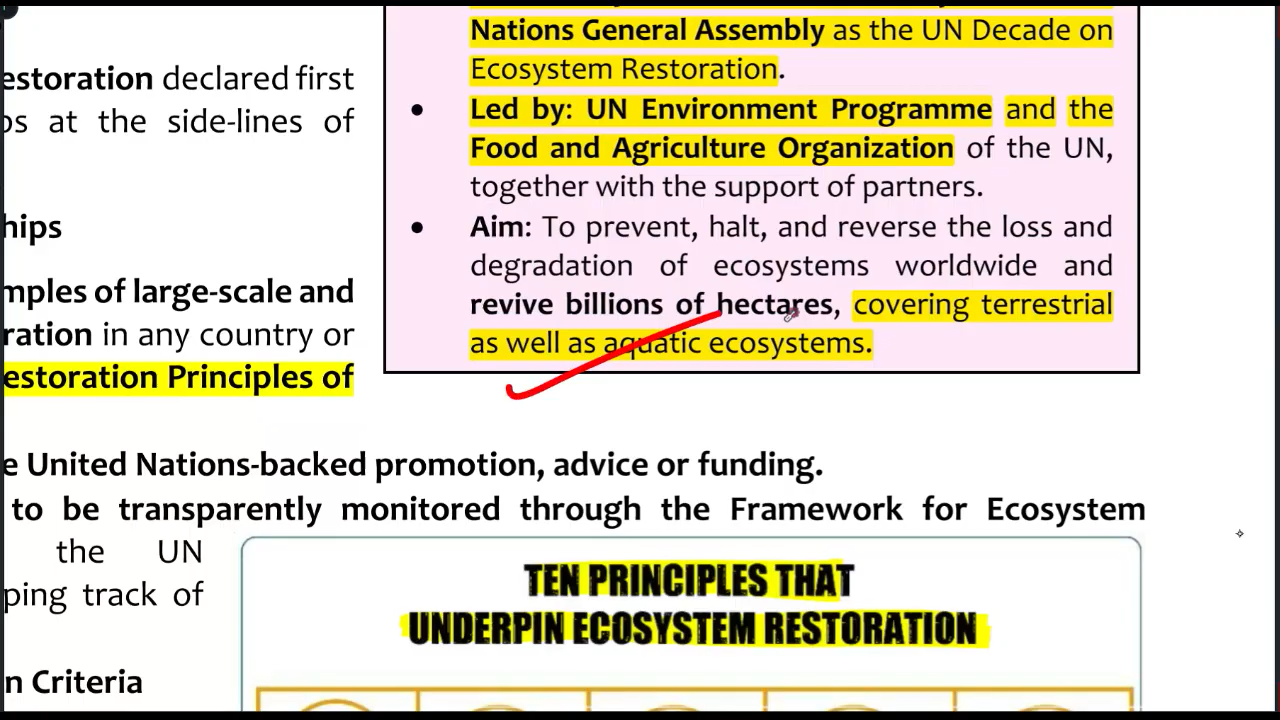 Nations General Assembly as the UN Decade on
Ecosystem Restoration.
• Led by: UN Environment Programme and the
Food and Agriculture Organization of the UN,
together with the support of partners.
• Aim: To prevent, halt, and reverse the loss and
degradation of ecosystems worldwide and
revive billions of hectares, covering terrestrial
as well as aquatic ecosystems.
estoration declared first
at the side-lines of
hips
mples of large-scale and
ration in any country or
estoration Principles of
e United Nations-backed promotion, advice or funding.
to be transparently monitored through the Framework for Ecosystem
the UN
ping track of
n Criteria
TEN PRINCIPLES THAT
UNDERPIN ECOSYSTEM RESTORATION